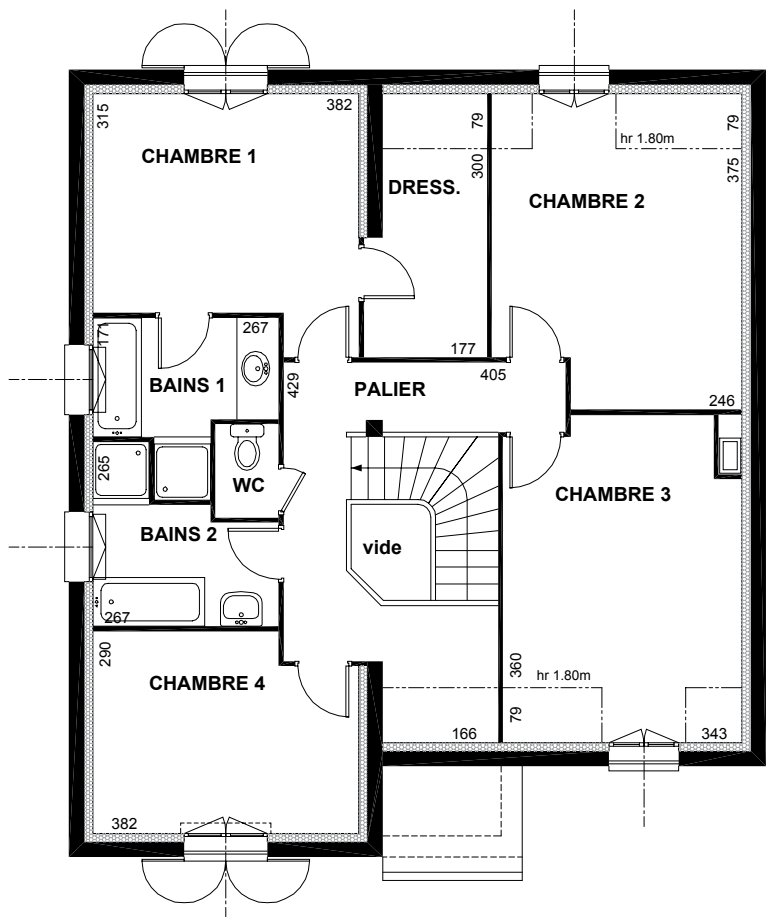 315
382
CHAMBRE 1
79
300
DRESS.
hr 1.80m
79
375
CHAMBRE 2
171
267
BAINS 1
177
429
PALIER
405
246
265
WC
CHAMBRE 3
BAINS 2
vide
267
290
CHAMBRE 4
360
hr 1.80m
79
166
343
382